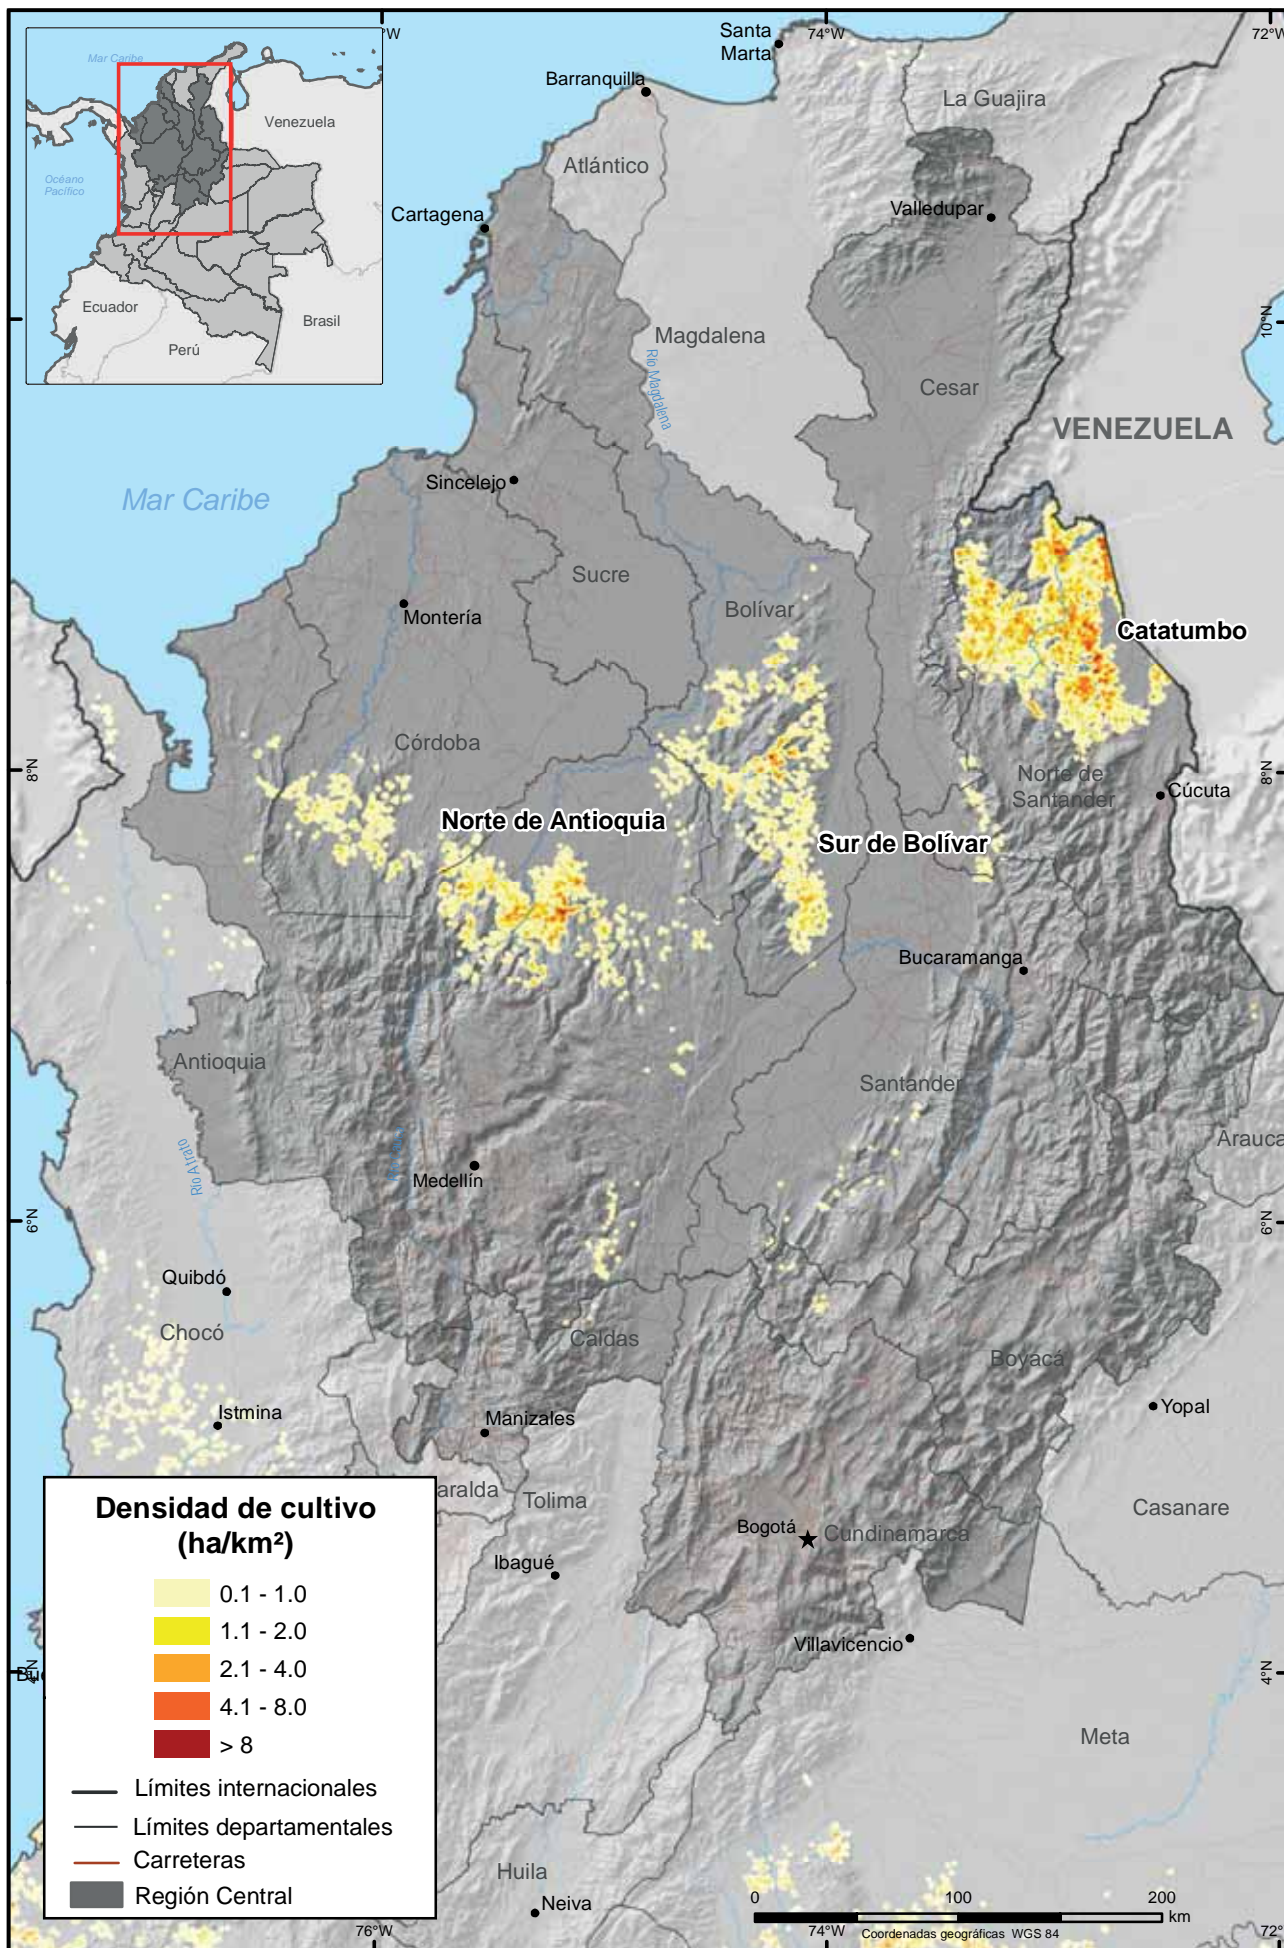 Mar Caribe
Venezuela
Océano
Pacífico
Ecuador
Brasil
Perú
°W
74°W
72°W
Santa
Marta
Barranquilla
La Guajira
Atlántico
Valledupar
Cartagena
10°N
Magdalena
Río Magdalena
Cesar
VENEZUELA
Mar Caribe
Sincelejo
Sucre
Bolívar
Montería
Catatumbo
Córdoba
8°N
8°N
Norte de
Santander
Cúcuta
Norte de Antioquia
Sur de Bolívar
Bucaramanga
Antioquia
Santander
Arauca
Río Atrato
Medellín
6°N
6°N
Quibdó
Chocó
Caldas
Boyacá
Istmina
Manizales
Yopal
aralda
Tolima
Casanare
Bogotá
Cundinamarca
Ibagué
Villavicencio
4°N
4°N
Meta
Densidad de cultivo
(ha/km²)
0.1 - 1.0
1.1 - 2.0
2.1 - 4.0
4.1 - 8.0
> 8
Límites internacionales
Límites departamentales
Carreteras
Región Central
Huila
Neiva
0 100 200
km
Coordenadas geográficas WGS 84
76°W
74°W
72°